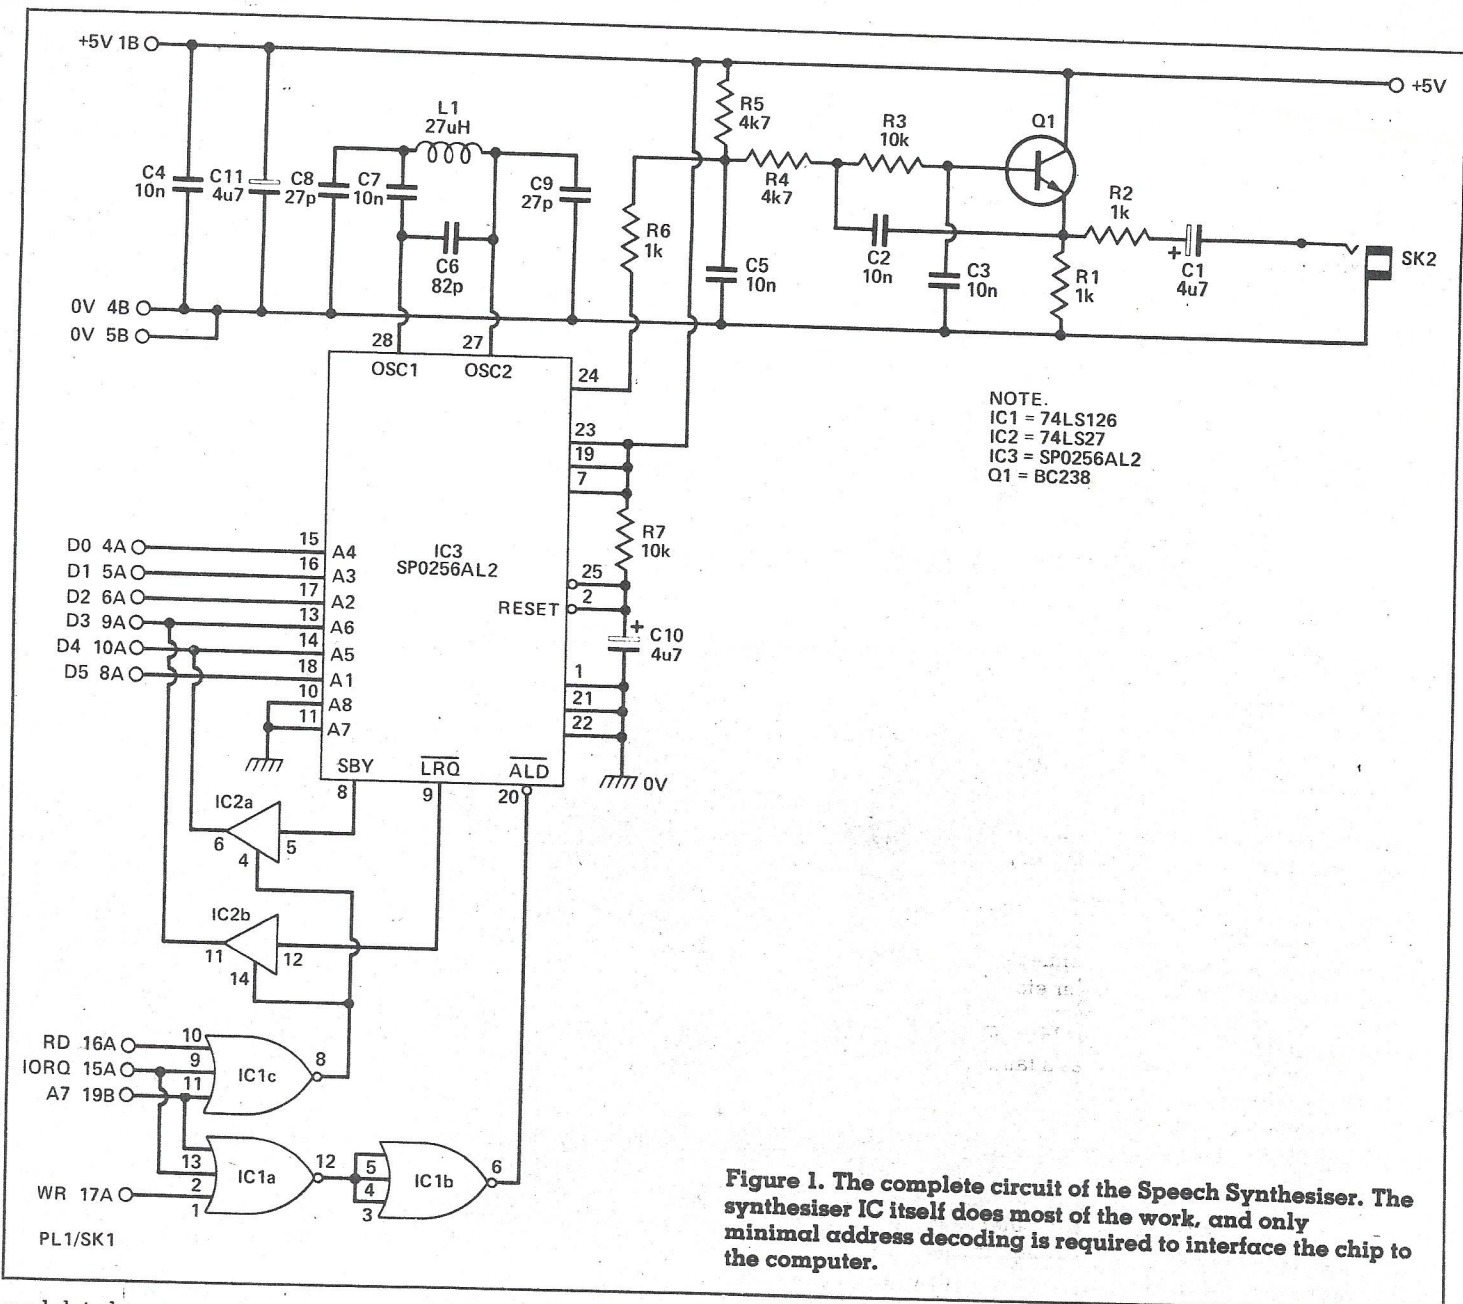 +5V 1B
+5V
L1
27uH
R5
4k7
R3
10k
Q1
C4
10n
C11
4u7
C8
27p
C7
10n
C9
27p
R4
4k7
R2
1k
R6
1k
C6
82p
C5
10n
C2
10n
C3
10n
R1
1k
C1
4u7
+
SK2
0V 4B
0V 5B
28
27
OSC1
OSC2
24
23
19
7
NOTE.
IC1 = 74LS126
IC2 = 74LS27
IC3 = SP0256AL2
Q1 = BC238
R7
10k
IC3
SP0256AL2
D0 4A
15
A4
D1 5A
16
A3
D2 6A
17
A2
D3 9A
13
A6
D4 10A
14
A5
D5 8A
18
A1
10
A8
11
A7
25
RESET
2
+
C10
4u7
1
21
22
0V
SBY
LRQ
ALD
8
9
20
IC2a
6
4
5
IC2b
11
12
14
RD 16A
10
IORQ 15A
9
A7 19B
11
IC1c
8
13
2
WR 17A
1
IC1a
12
5
4
3
IC1b
6
PL1/SK1
Figure 1. The complete circuit of the Speech Synthesiser. The
synthesiser IC itself does most of the work, and only
minimal address decoding is required to interface the chip to
the computer.